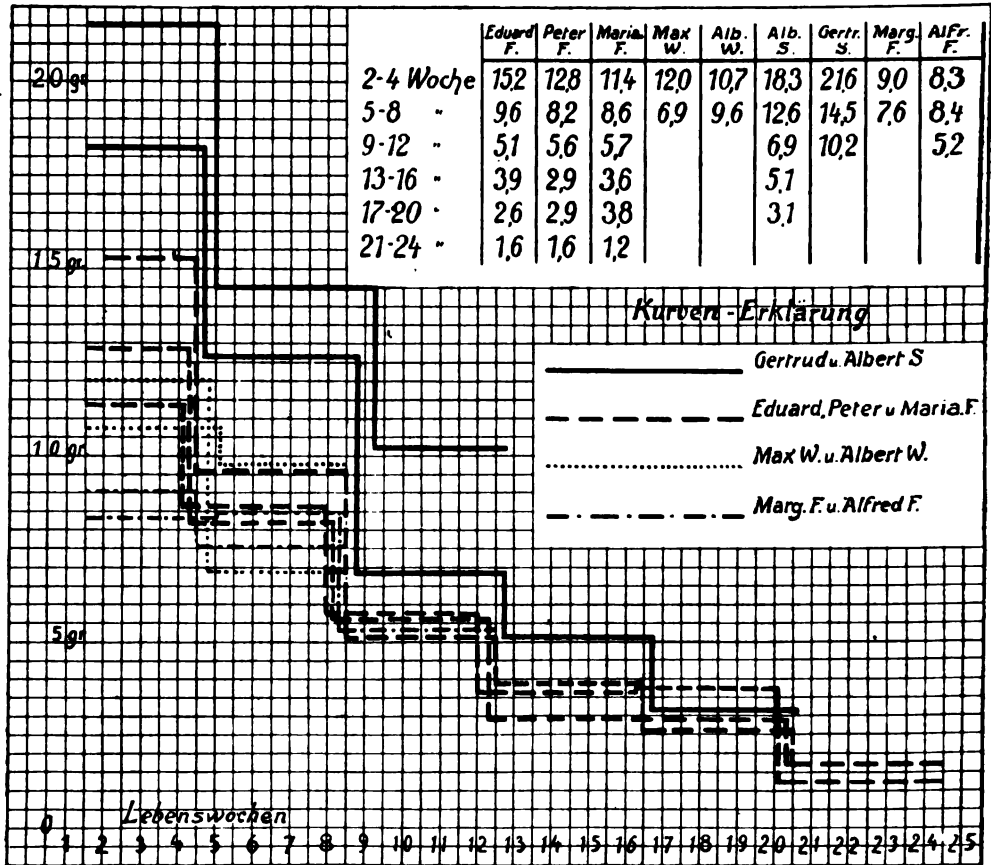 Eduard F. Peter F. Maria F. Max W. Alb. W. Alb. S. Gertr. S. Marg. F. Alfr. F.
2-4 Woche 15,2 12,8 11,4 12,0 10,7 18,3 21,6 9,0 8,3
5-8 " 9,6 8,2 8,6 6,9 9,6 12,6 14,5 7,6 8,4
9-12 " 5,1 5,6 5,7 6,9 10,2 5,2
13-16 " 3,9 2,9 3,6 5,1
17-20 " 2,6 2,9 3,8 3,1
21-24 " 1,6 1,6 1,2
20 gr.
15 gr.
10 gr.
5 gr.
0
Kurven-Erklärung
Gertrud u. Albert S
Eduard, Peter u Maria. F.
Max W. u. Albert W.
Marg. F. u. Alfred F.
Lebenswochen
1 2 3 4 5 6 7 8 9 10 11 12 13 14 15 16 17 18 19 20 21 22 23 24 25